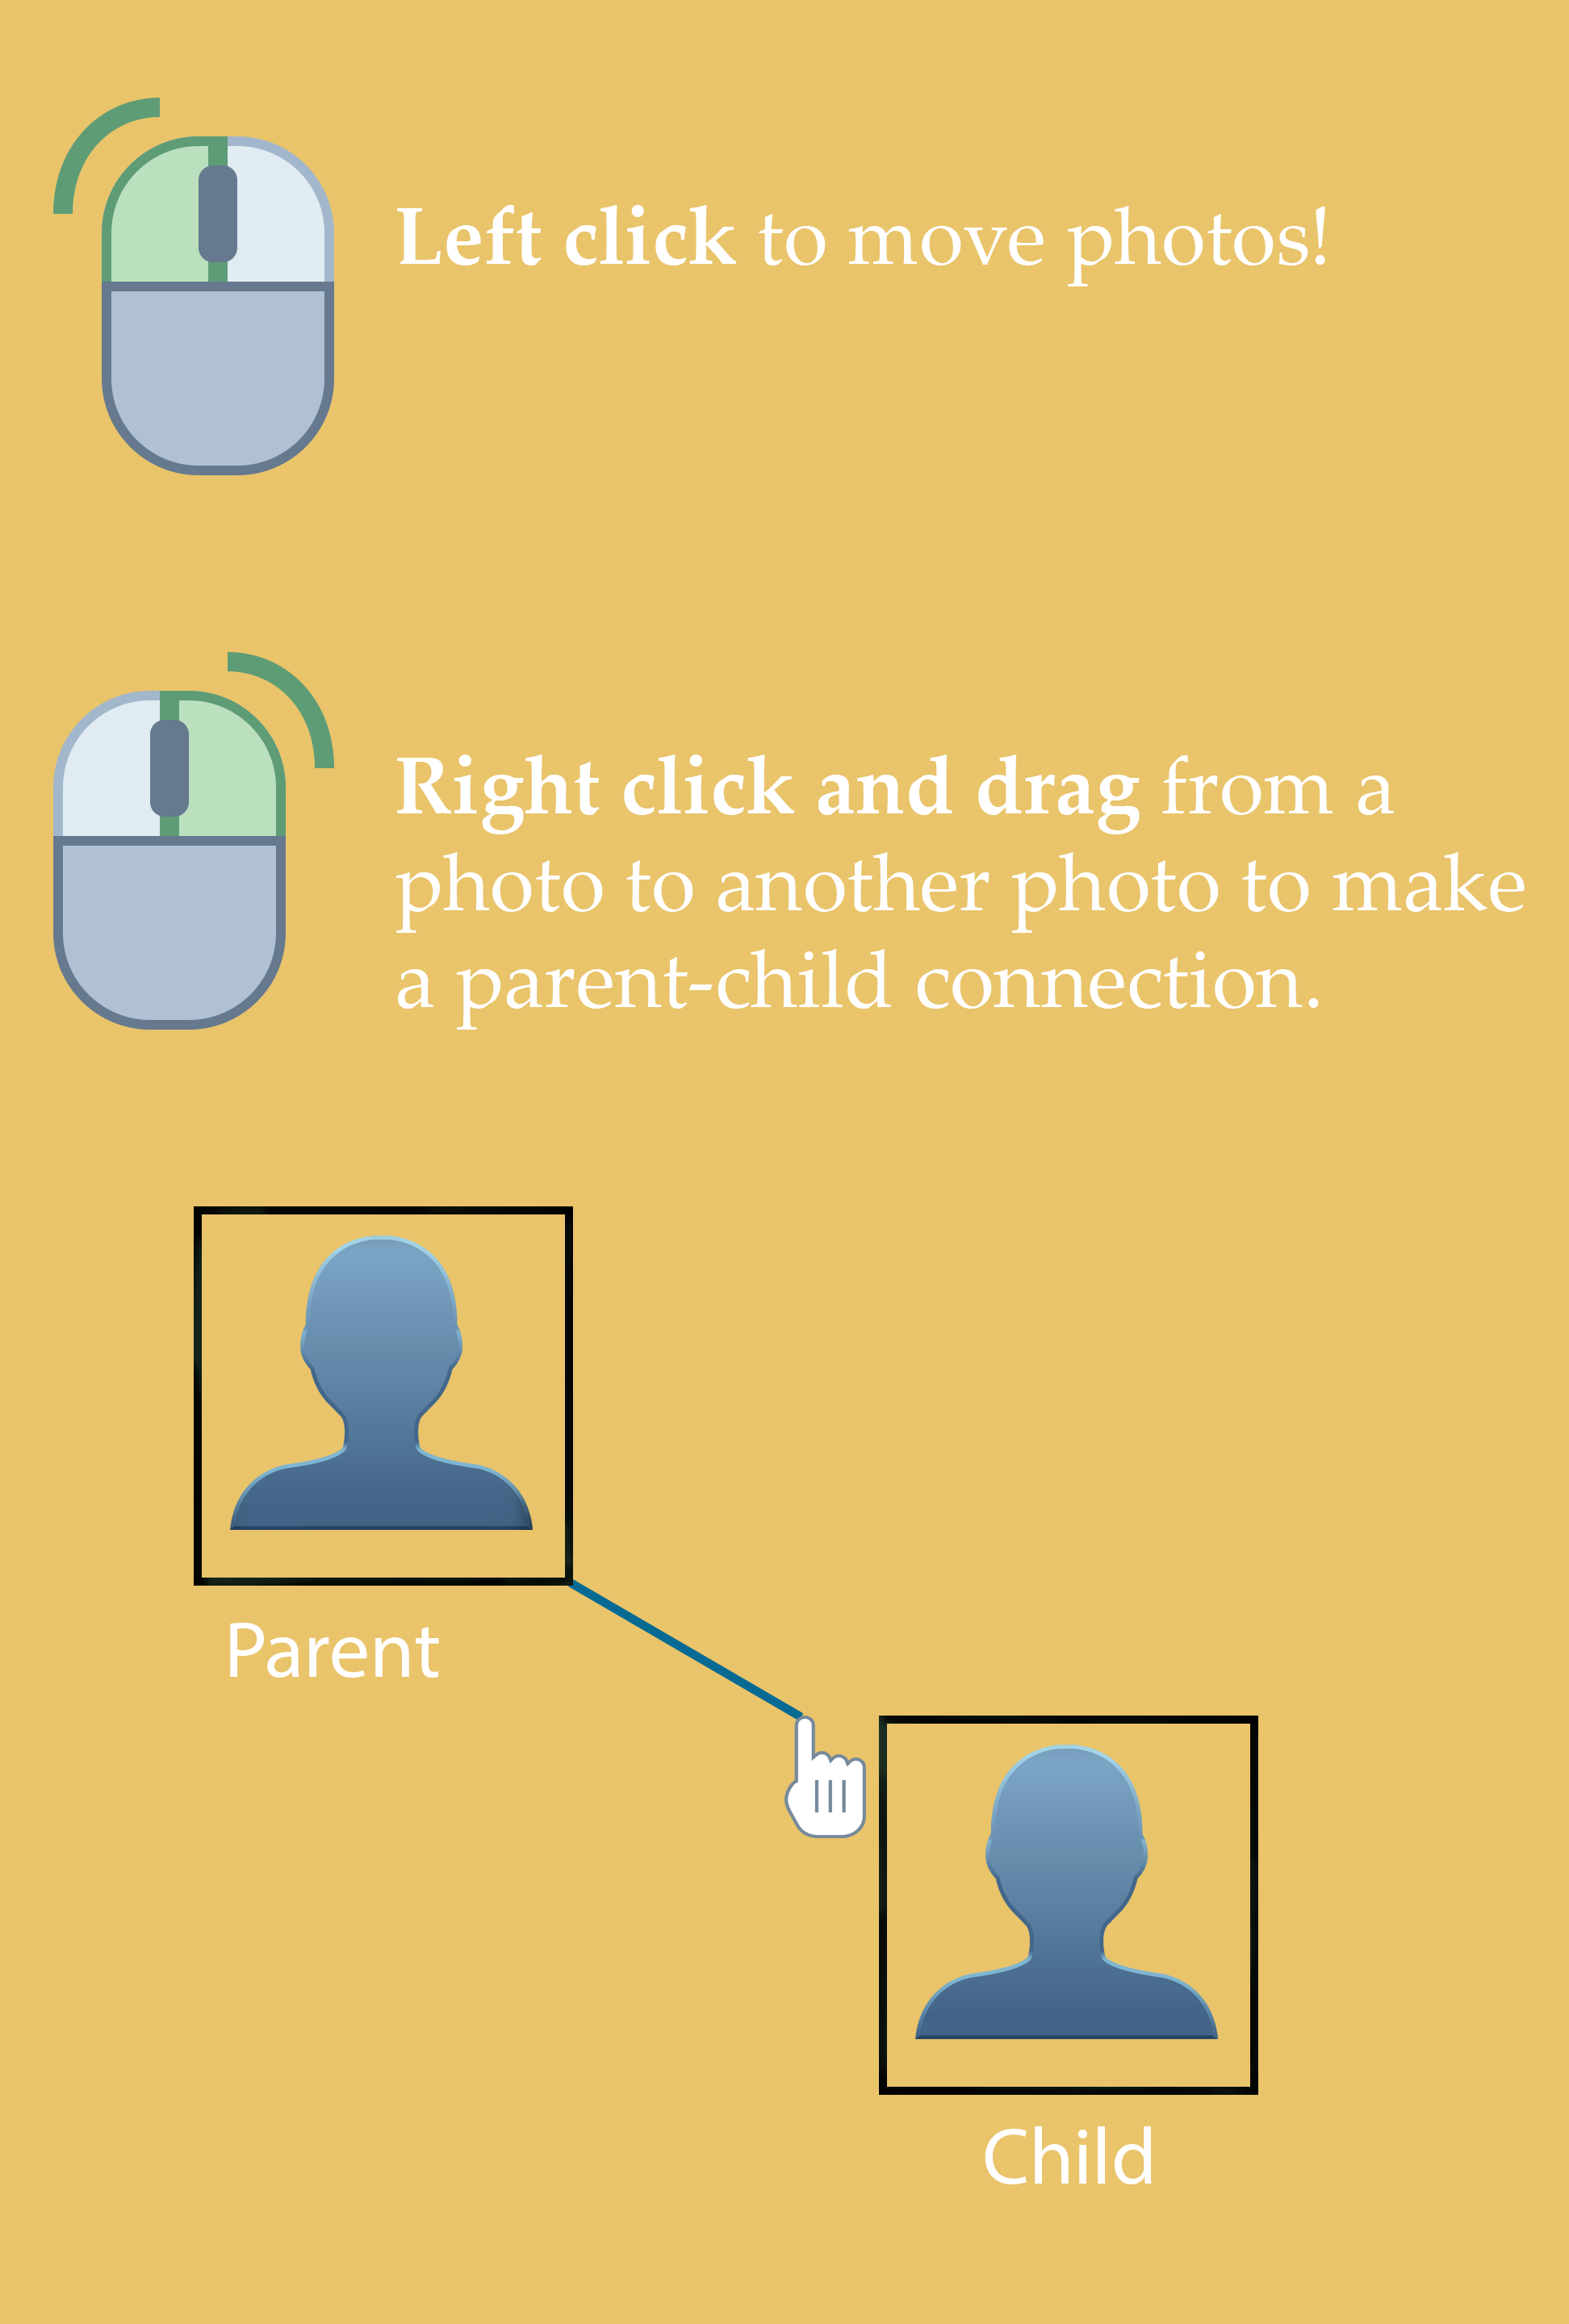 Left click to move photos!
Right click and drag from a
photo to another photo to make
a parent-child connection.
Parent
Child